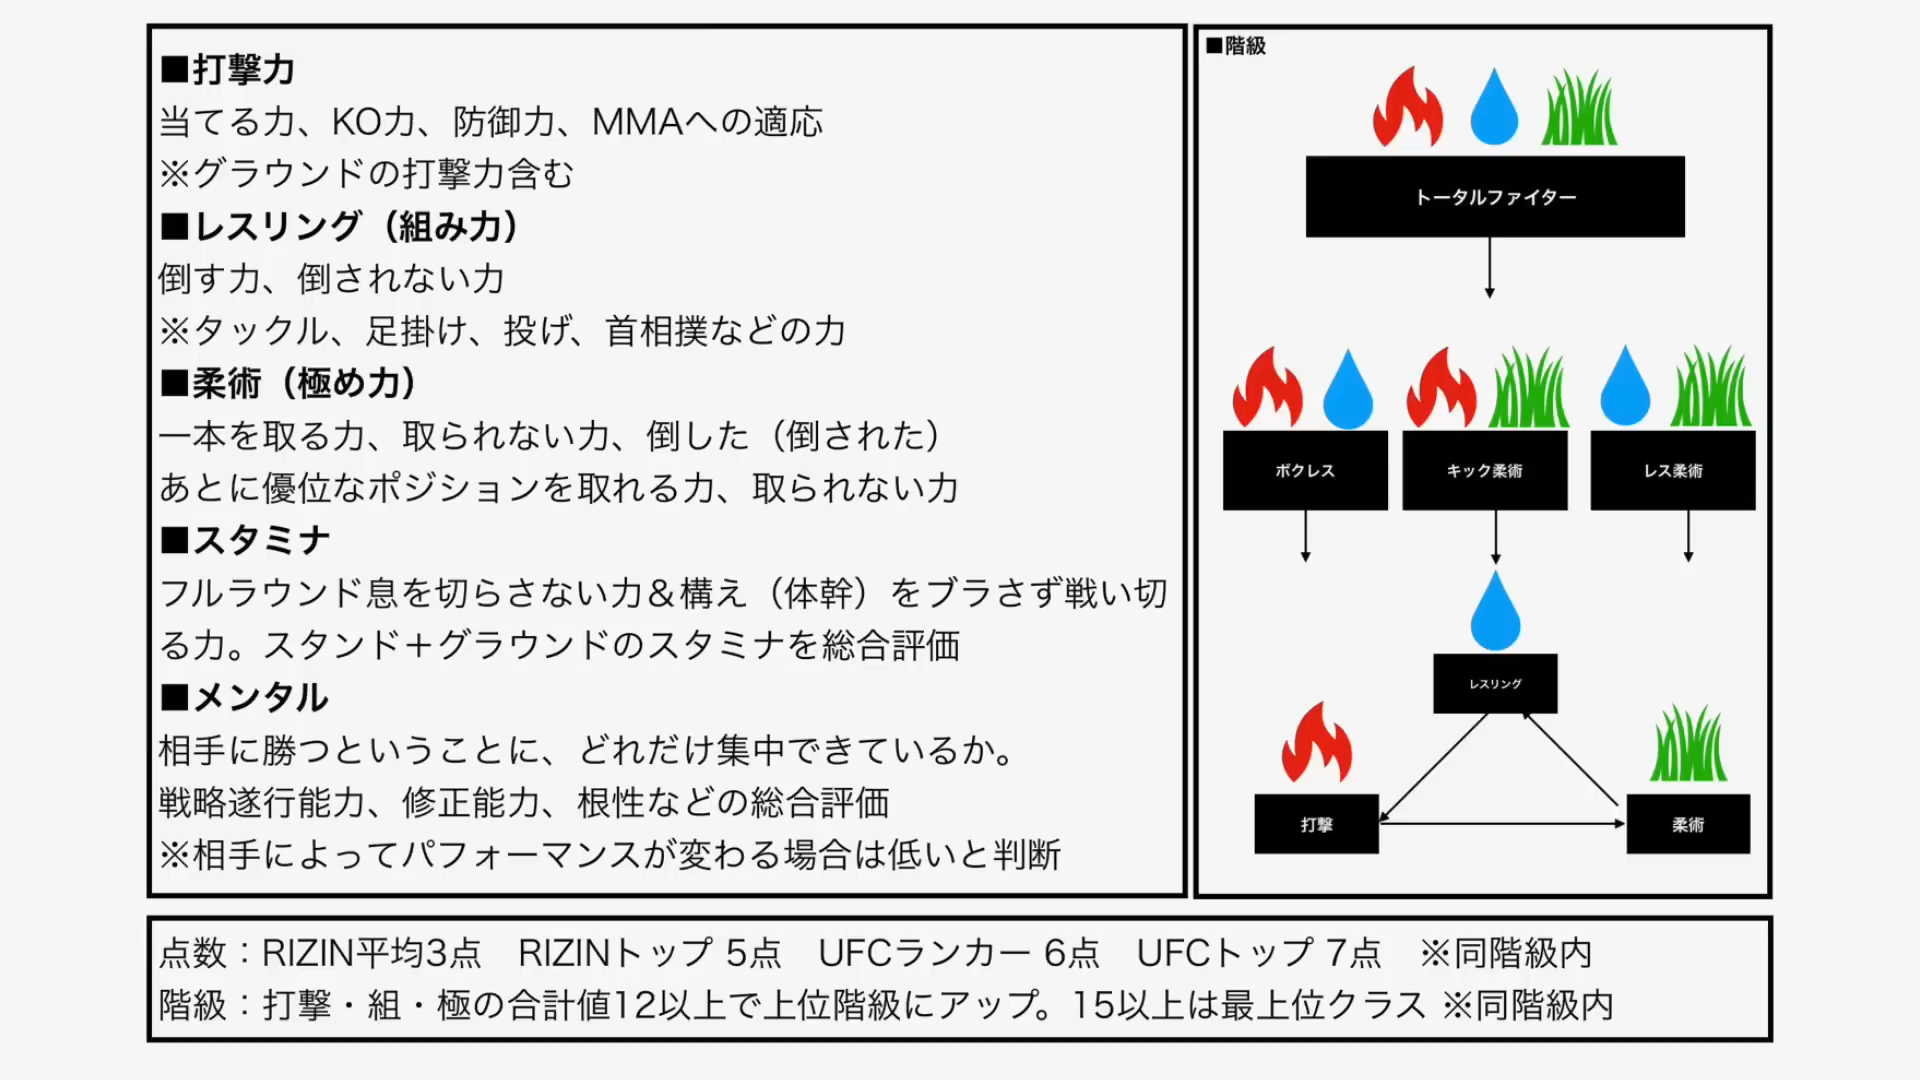 ■打撃力
当てる力、KO力、防御力、MMAへの適応
※グラウンドの打撃力含む
■レスリング（組み力）
倒す力、倒されない力
※タックル、足掛け、投げ、首相撲などの力
■柔術（極め力）
一本を取る力、取られない力、倒した（倒された）
あとに優位なポジションを取れる力、取られない力
■スタミナ
フルラウンド息を切らさない力＆構え（体幹）をブラさず戦い切
る力。スタンド＋グラウンドのスタミナを総合評価
■メンタル
相手に勝つということに、どれだけ集中できているか。
戦略遂行能力、修正能力、根性などの総合評価
※相手によってパフォーマンスが変わる場合は低いと判断
■階級
トータルファイター
ボクレス
キック柔術
レス柔術
レスリング
打撃
柔術
点数：RIZIN平均3点　RIZINトップ 5点　UFCランカー 6点　UFCトップ 7点　※同階級内
階級：打撃・組・極の合計値12以上で上位階級にアップ。15以上は最上位クラス ※同階級内